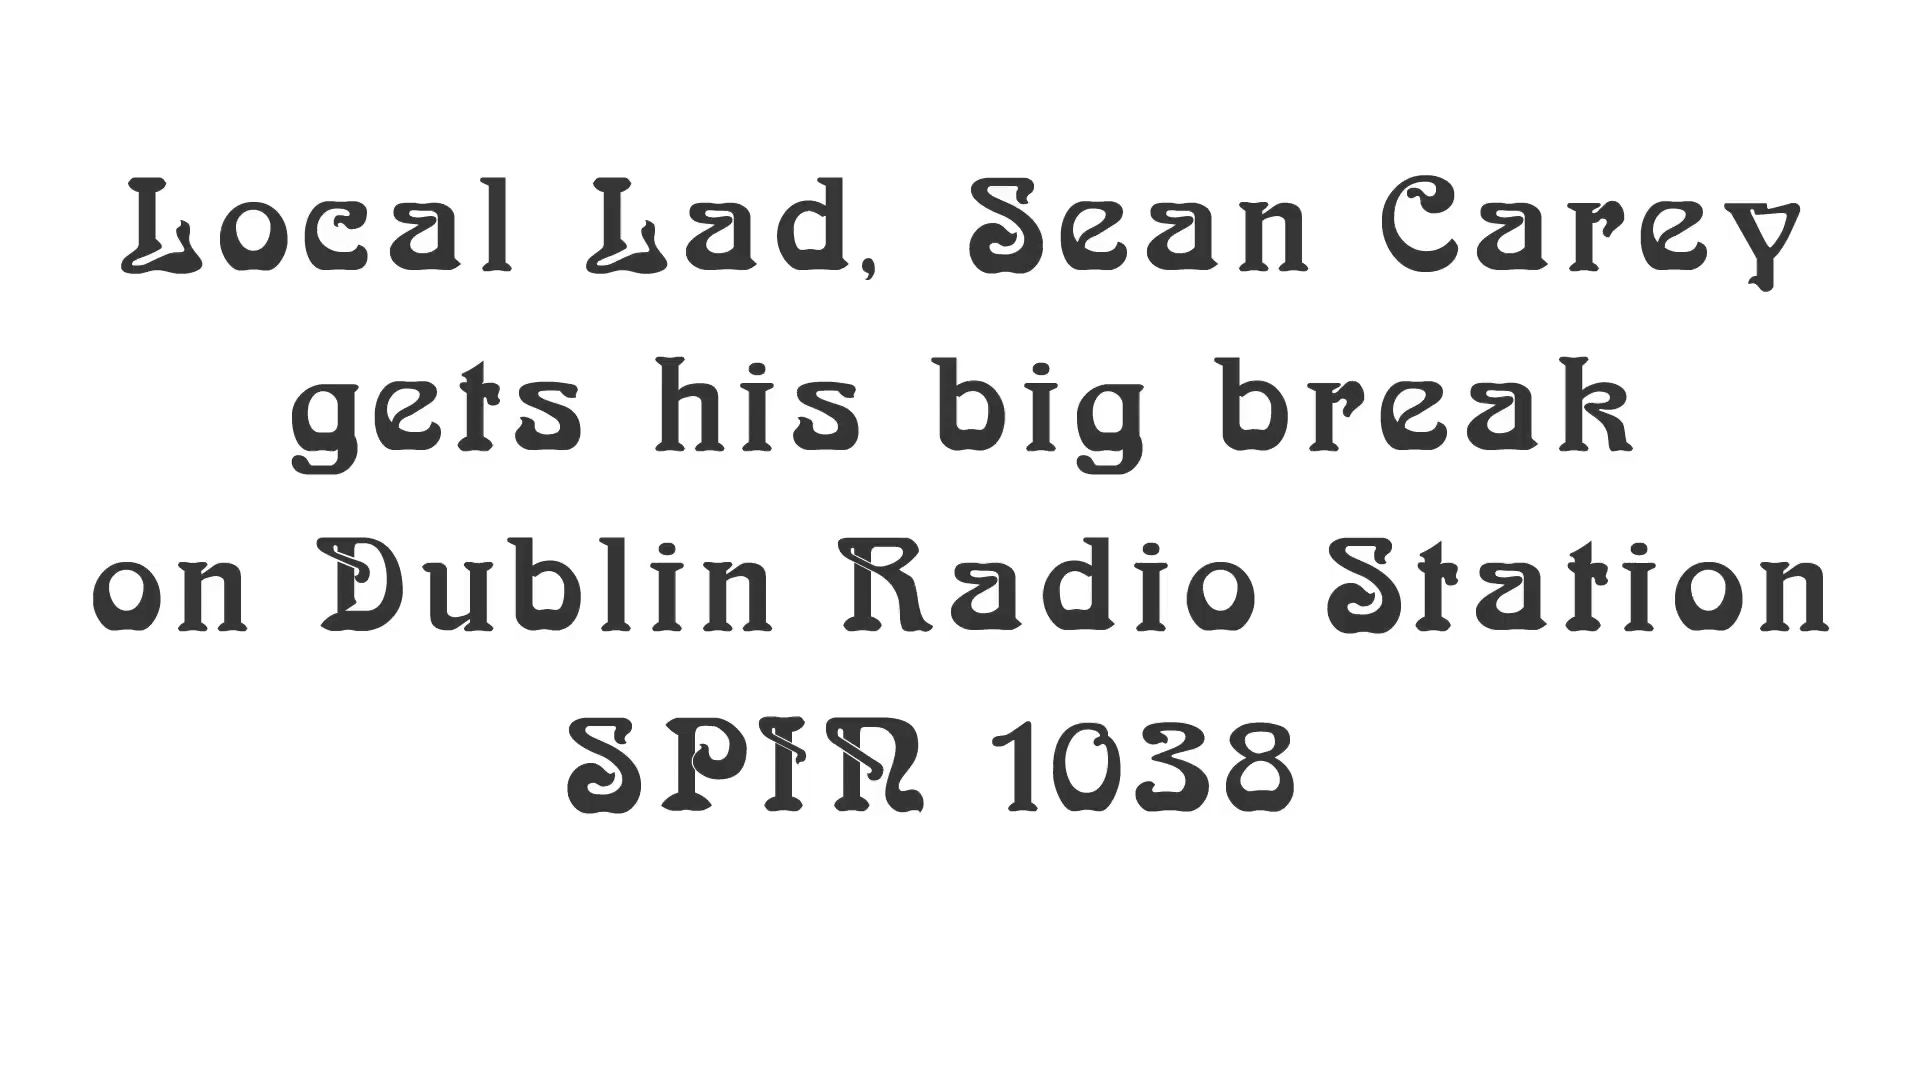 Local Lad, Sean Carey
gets his big break
on Dublin Radio Station
SPIN 1038